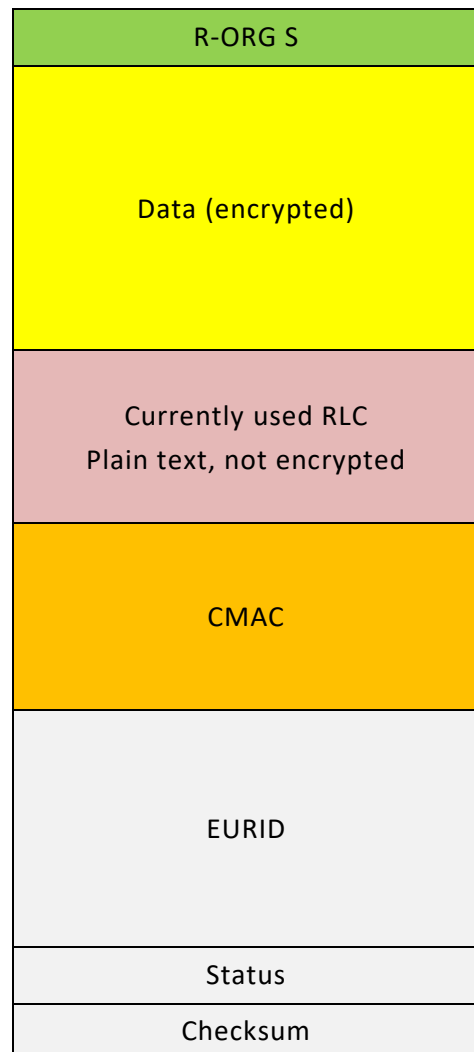 R-ORG S
Data (encrypted)
Currently used RLC
Plain text, not encrypted
CMAC
EURID
Status
Checksum